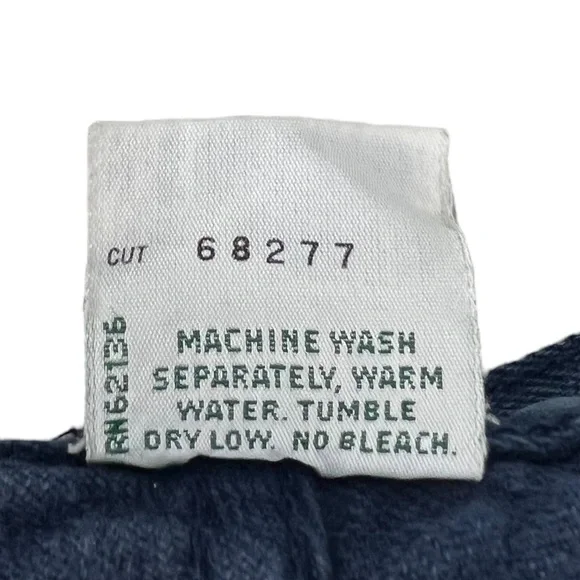 CUT 68277
RN62136
MACHINE WASH
SEPARATELY, WARM
WATER. TUMBLE
DRY LOW. NO BLEACH.